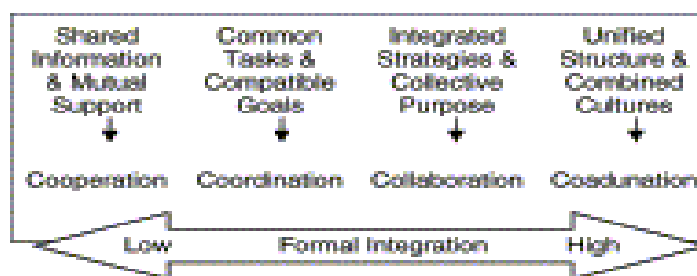 Shared
Information
& Mutual
Support
Common
Tasks &
Compatible
Goals
Integrated
Strategies &
Collective
Purpose
Unified
Structure &
Combined
Cultures
Cooperation
Coordination
Collaboration
Coadunation
Low
Formal Integration
High